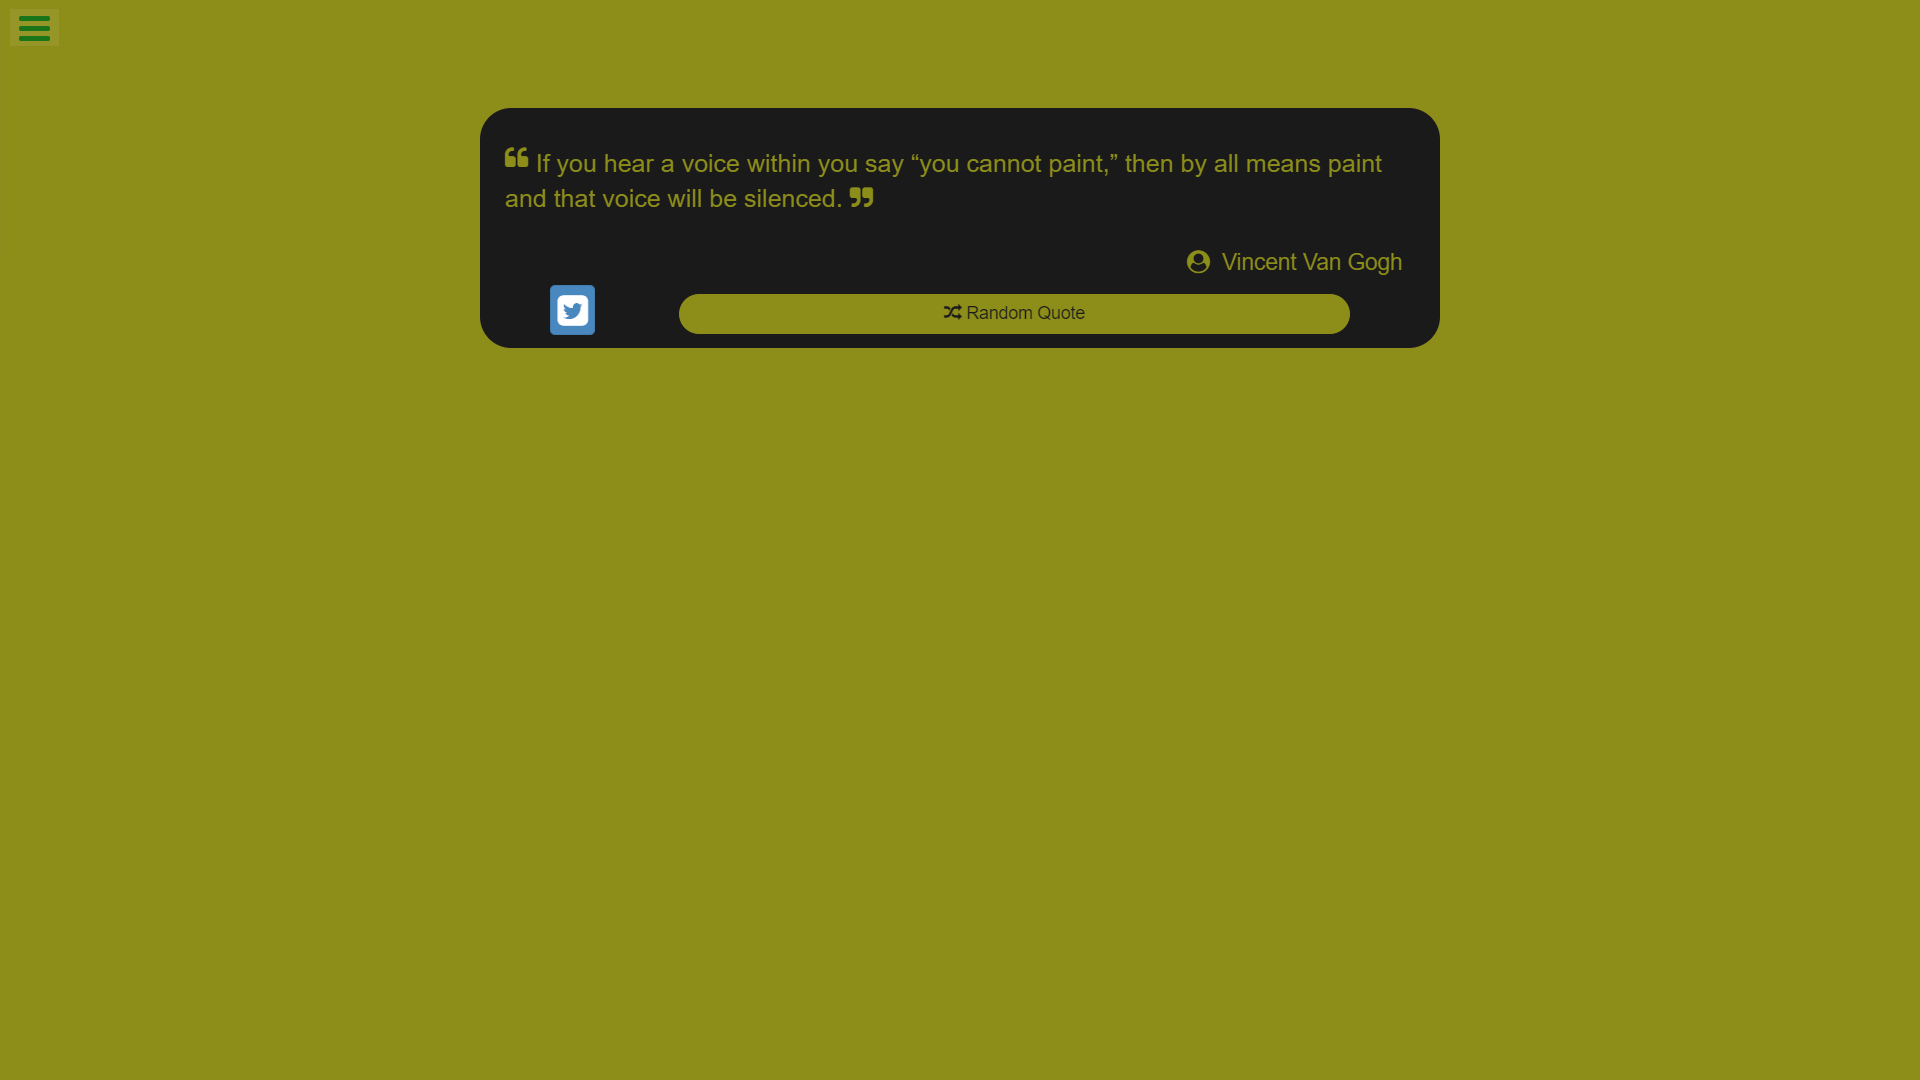 If you hear a voice within you say “you cannot paint,” then by all means paint
and that voice will be silenced.
Vincent Van Gogh
Random Quote